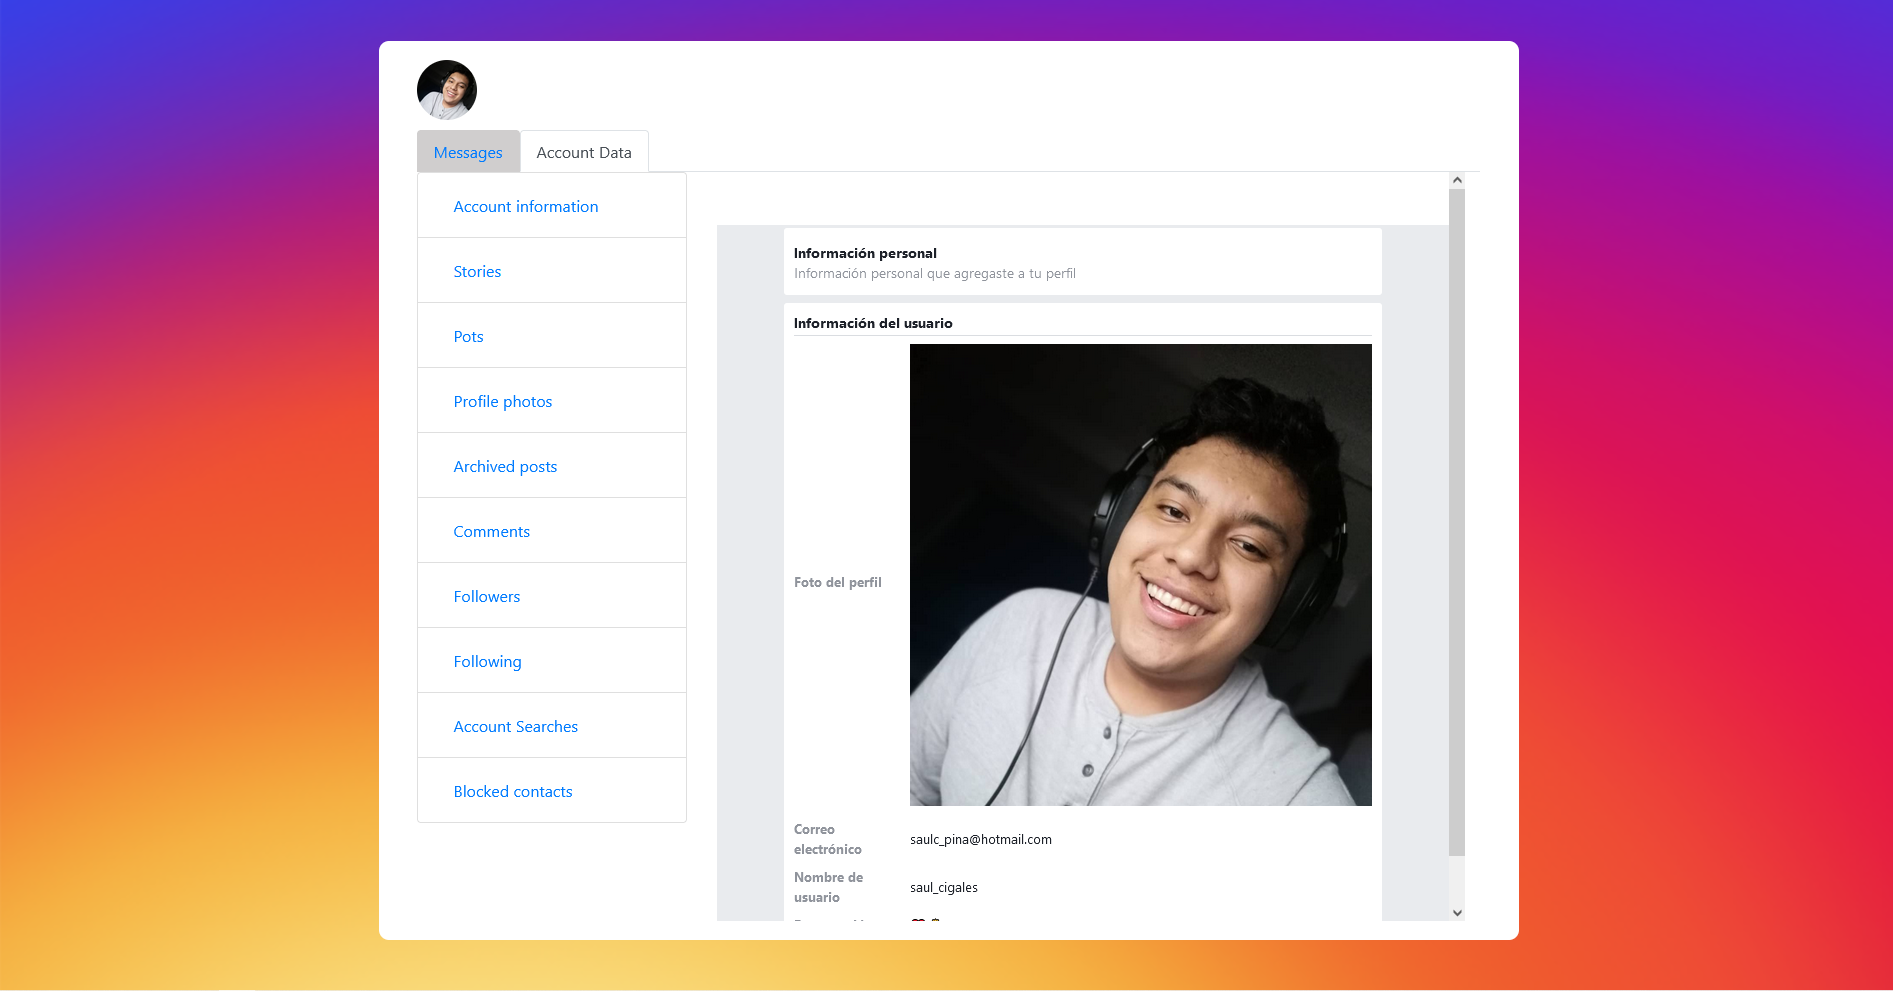 Messages
Account Data
Account information
Stories
Pots
Profile photos
Archived posts
Comments
Followers
Following
Account Searches
Blocked contacts
Información personal
Información personal que agregaste a tu perfil
Información del usuario
Foto del perfil
Correo
electrónico
saulc_pina@hotmail.com
Nombre de
usuario
saul_cigales